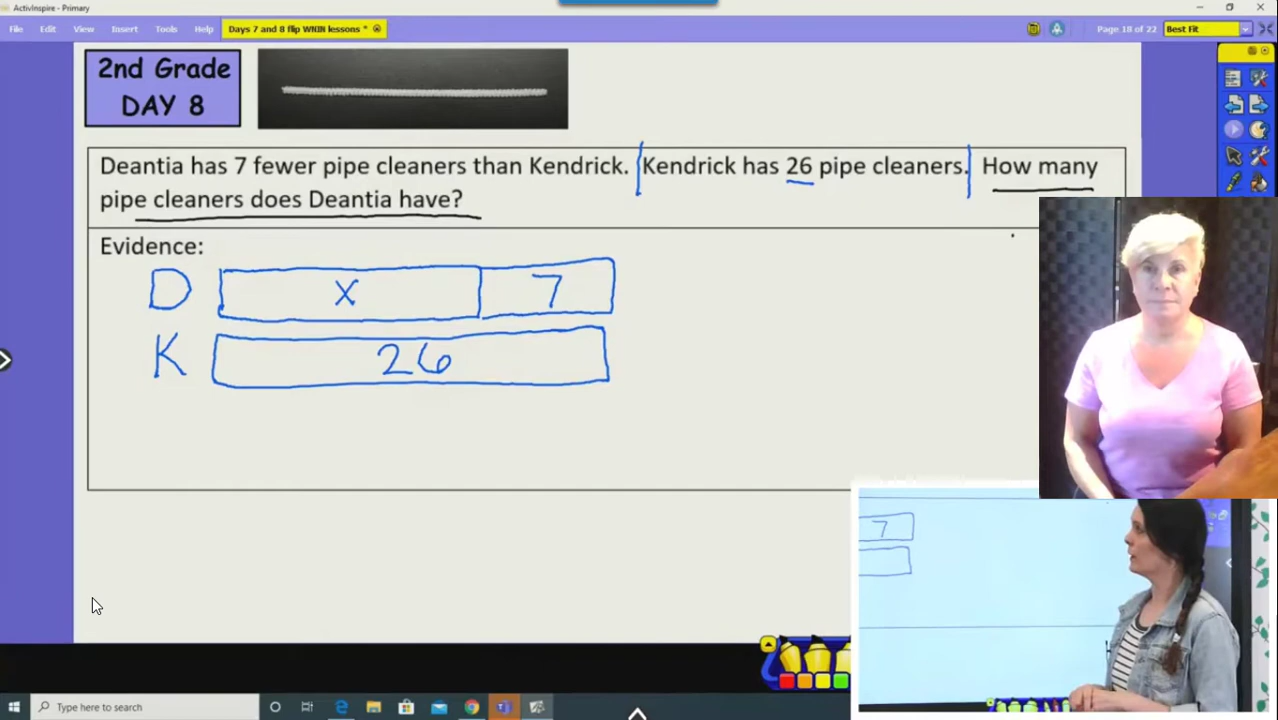 ActivInspire - Primary
File Edit View Insert Tools Help Days 7 and 8 flip WNIN lessons * Page 18 of 22 Best Fit
2nd Grade
DAY 8
Deantia has 7 fewer pipe cleaners than Kendrick. Kendrick has 26 pipe cleaners. How many
pipe cleaners does Deantia have?
Evidence:
D x 7
K 26
7
Type here to search